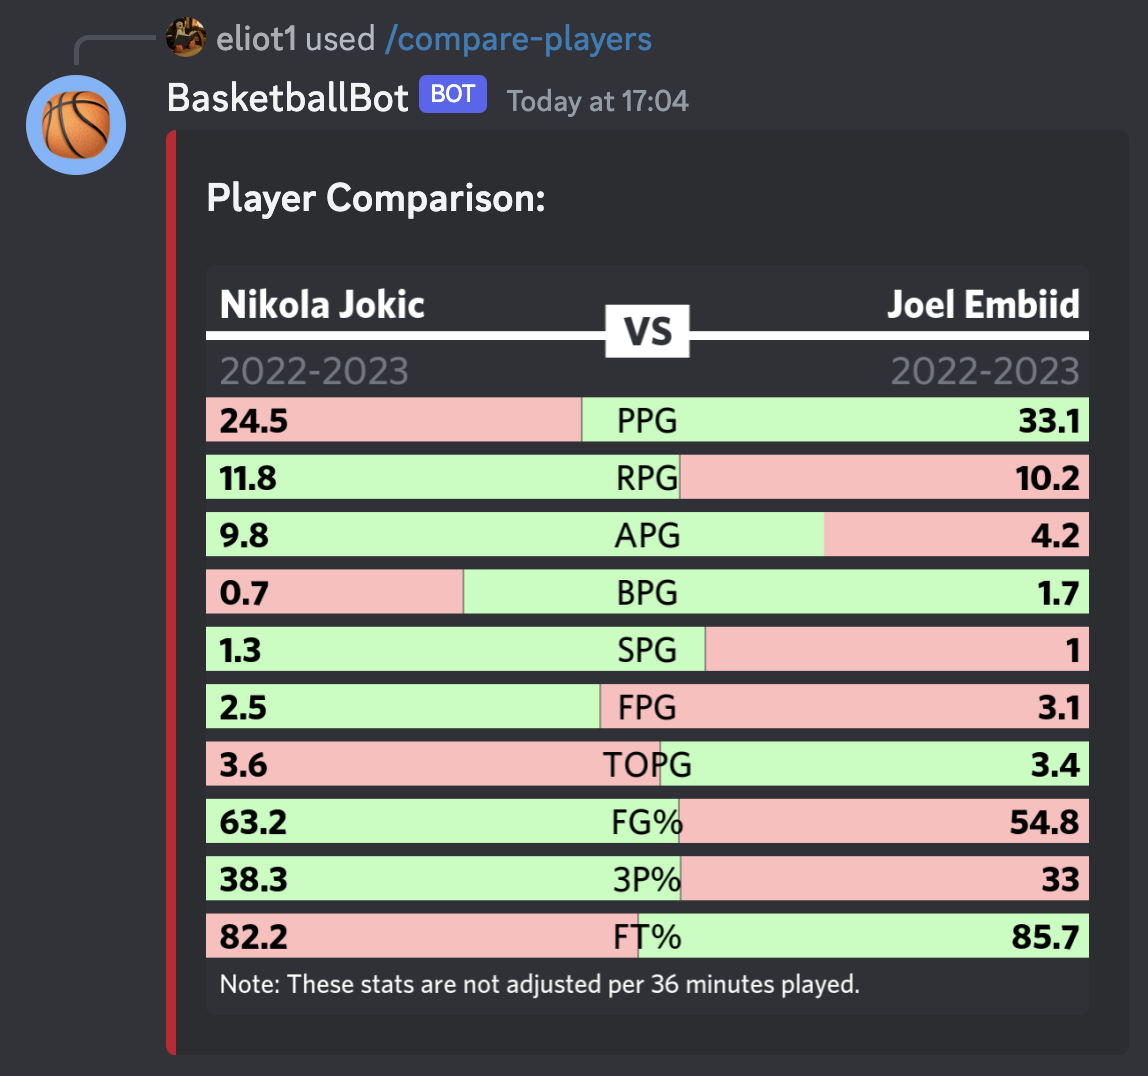 eliot1 used /compare-players
BasketballBot BOT Today at 17:04
Player Comparison:
Nikola Jokic VS Joel Embiid
2022-2023 2022-2023
24.5 PPG 33.1
11.8 RPG 10.2
9.8 APG 4.2
0.7 BPG 1.7
1.3 SPG 1
2.5 FPG 3.1
3.6 TOPG 3.4
63.2 FG% 54.8
38.3 3P% 33
82.2 FT% 85.7
Note: These stats are not adjusted per 36 minutes played.